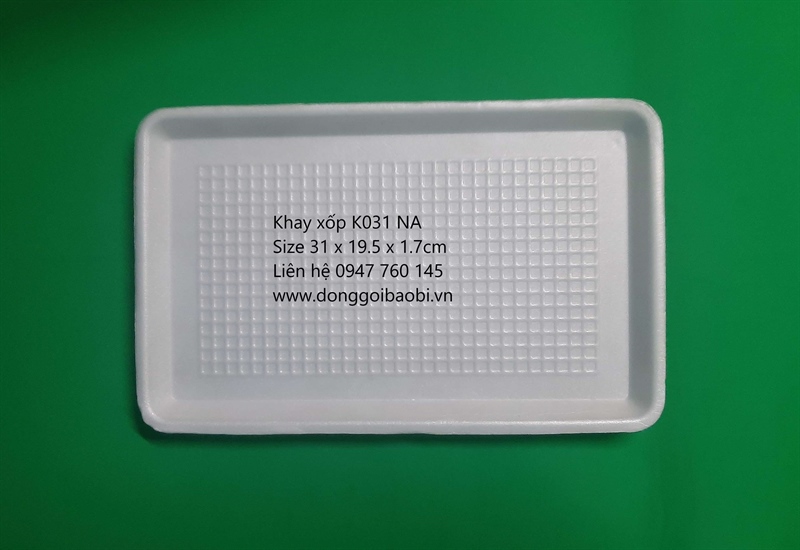 Khay xốp K031 NA
Size 31 x 19.5 x 1.7cm
Liên hệ 0947 760 145
www.donggoibaobi.vn